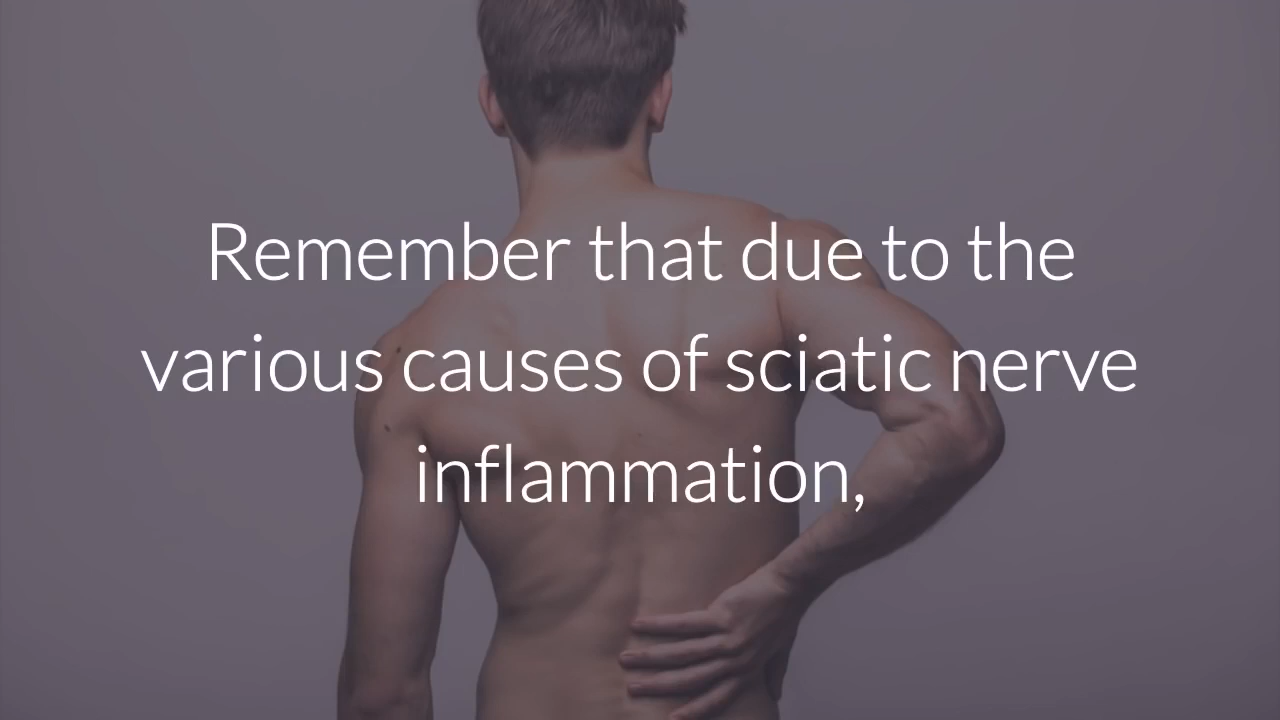 Remember that due to the
various causes of sciatic nerve
inflammation,